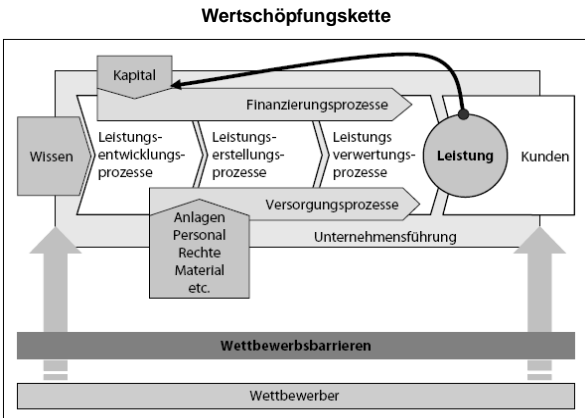 Wertschöpfungskette
Kapital
Finanzierungsprozesse
Wissen
Leistungs-
entwicklungs-
prozesse
Leistungs-
erstellungs-
prozesse
Leistungs
verwertungs-
prozesse
Leistung
Kunden
Versorgungsprozesse
Anlagen
Personal
Rechte
Material
etc.
Unternehmensführung
Wettbewerbsbarrieren
Wettbewerber